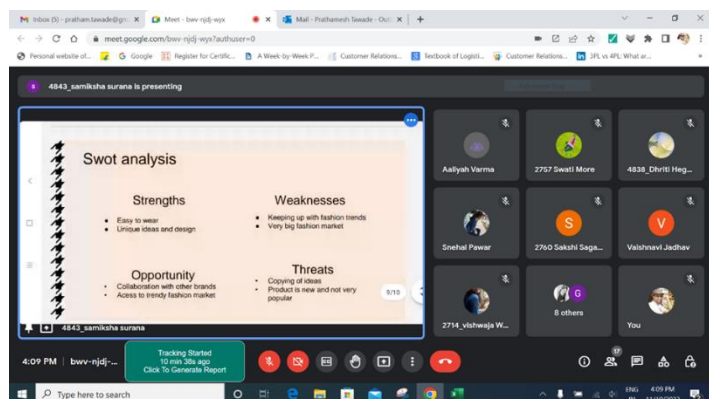 Inbox (5) - pratham.tawade@gm
Meet - bwv-njdj-wyx
Mail - Prathamesh Tawade - Out
meet.google.com/bwv-njdj-wyx?authuser=0
Personal website of...
Google
Register for Certific...
A Week-by-Week P...
Customer Relations...
Textbook of Logisti...
Customer Relations...
3PL vs 4PL: What ar...
4843_samiksha surana is presenting
Swot analysis
Strengths
Easy to wear
Unique ideas and design
Weaknesses
Keeping up with fashion trends
Very big fashion market
Opportunity
Collaboration with other brands
Acess to trendy fashion market
Threats
Copying of ideas
Product is new and not very
popular
9/10
4843_samiksha surana
Aaliyah Varma
2757 Swati More
4838_Dhriti Heg...
Snehal Pawar
S
2760 Sakshi Saga...
V
Vaishnavi Jadhav
2714_vishwaja W...
G
8 others
You
4:09 PM
bwv-njdj-...
Tracking Started
10 min 38s ago
Click To Generate Report
17
Type here to search
ENG
4:09 PM
IN